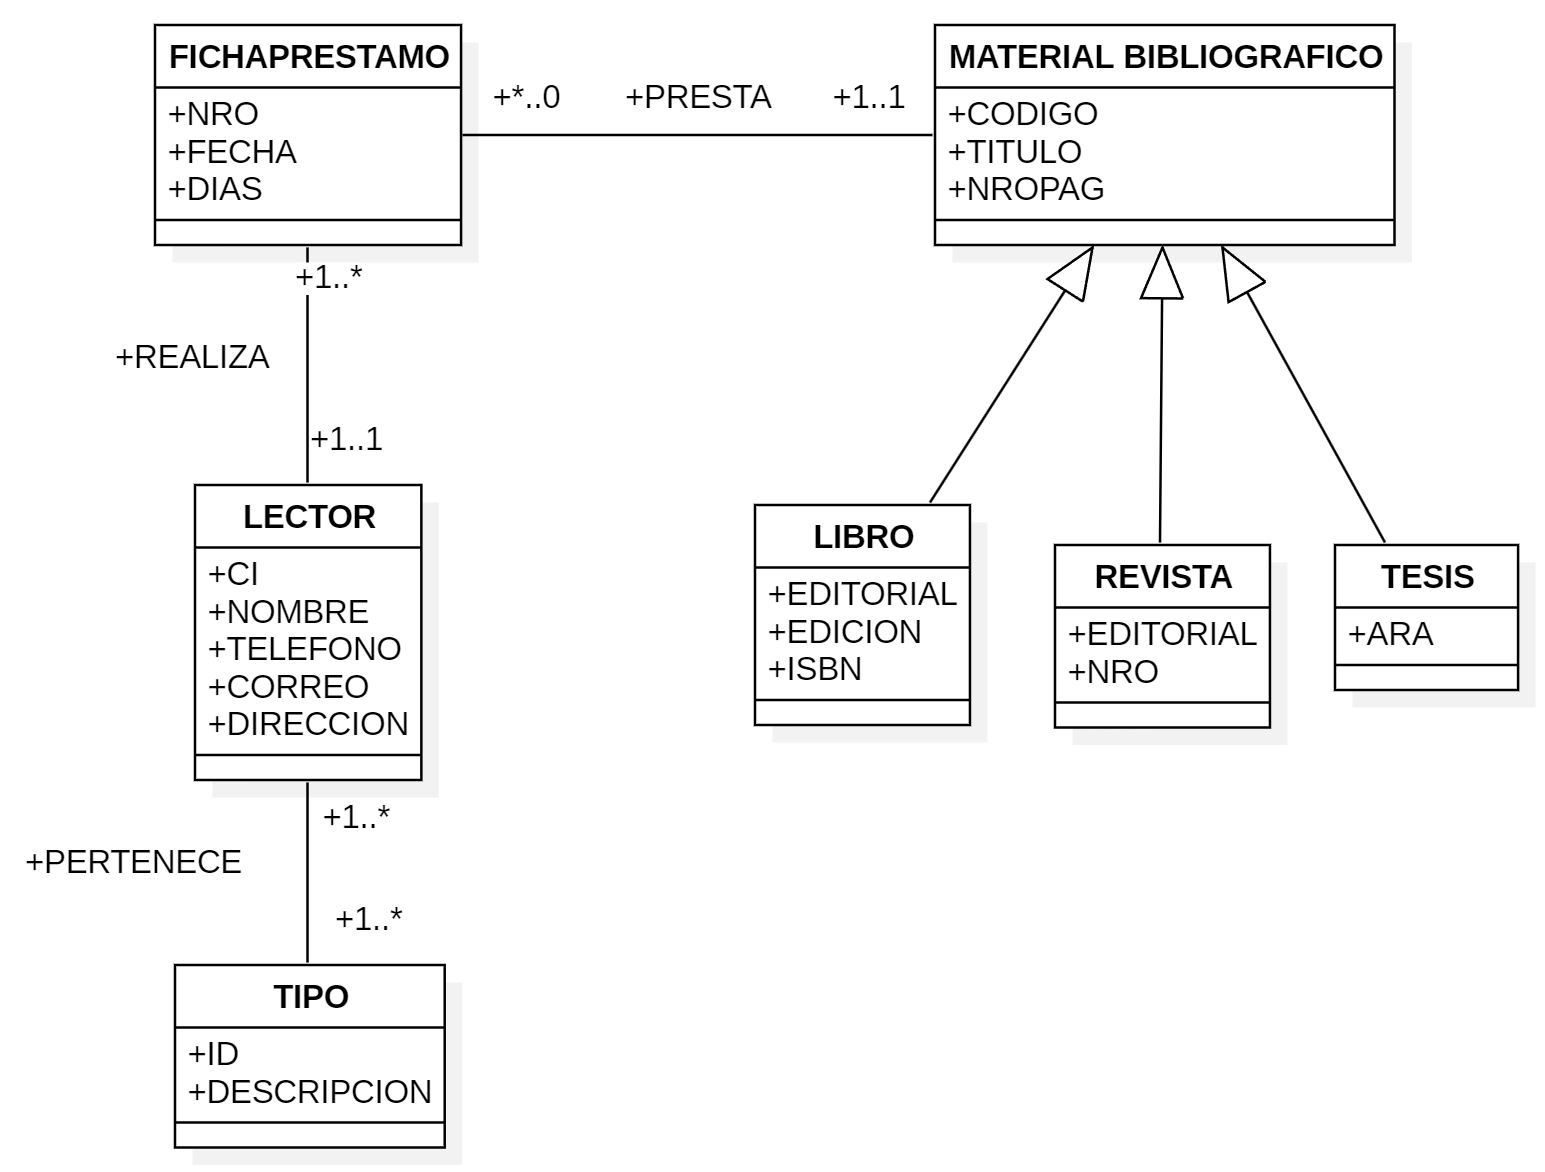 FICHAPRESTAMO
+NRO
+FECHA
+DIAS
+*..0
+PRESTA
+1..1
MATERIAL BIBLIOGRAFICO
+CODIGO
+TITULO
+NROPAG
+1..*
+REALIZA
+1..1
LECTOR
+CI
+NOMBRE
+TELEFONO
+CORREO
+DIRECCION
LIBRO
+EDITORIAL
+EDICION
+ISBN
REVISTA
+EDITORIAL
+NRO
TESIS
+ARA
+1..*
+PERTENECE
+1..*
TIPO
+ID
+DESCRIPCION